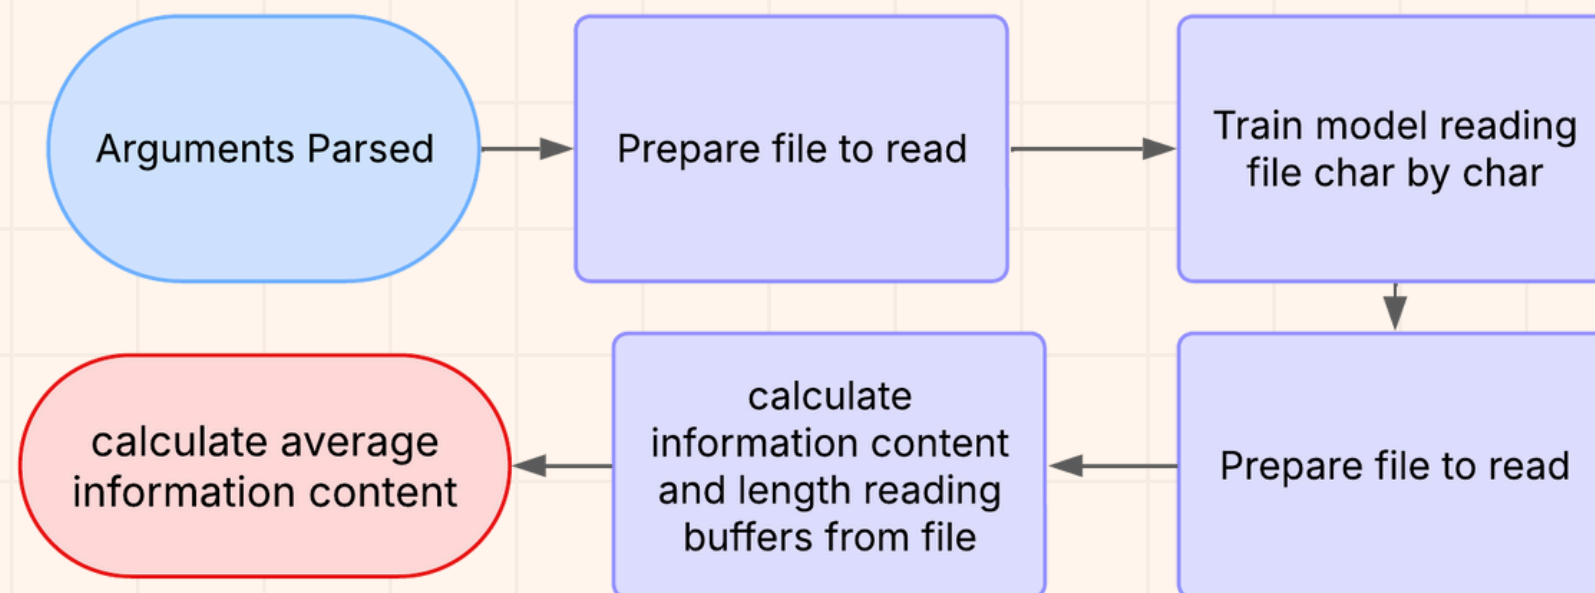 Arguments Parsed
Prepare file to read
Train model reading
file char by char
calculate average
information content
calculate
information content
and length reading
buffers from file
Prepare file to read